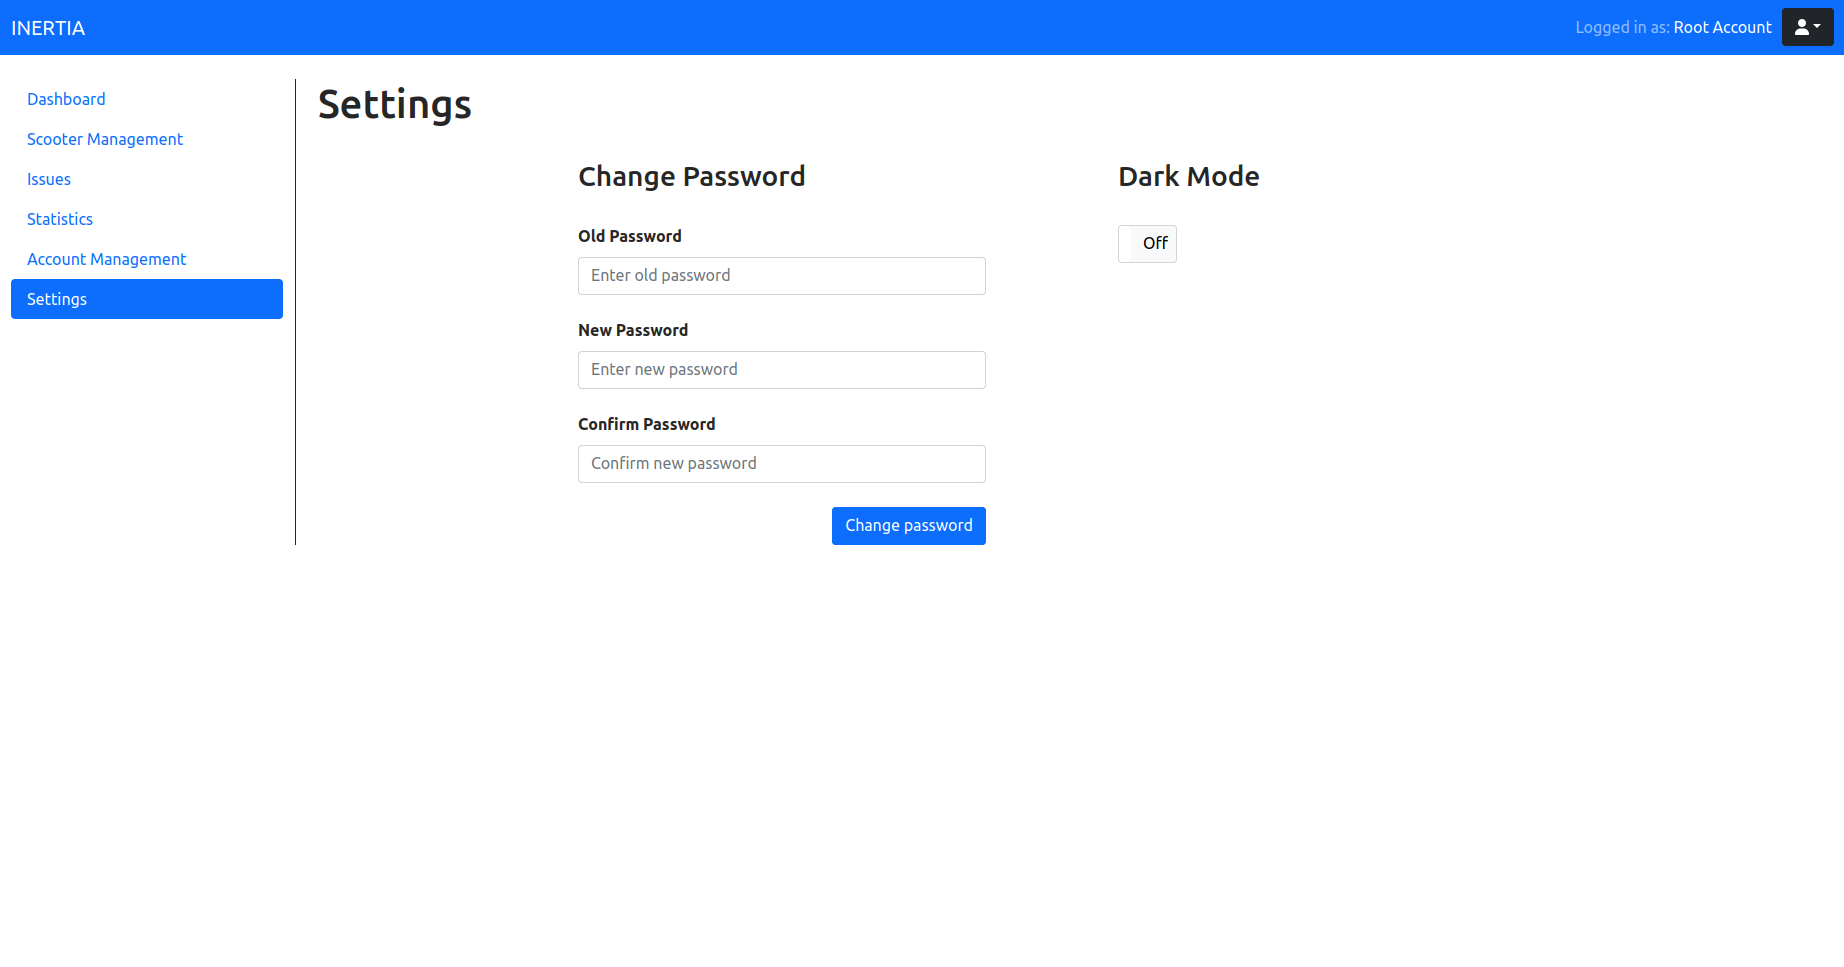 INERTIA
Logged in as: Root Account
Dashboard
Scooter Management
Issues
Statistics
Account Management
Settings
Settings
Change Password
Old Password
Enter old password
New Password
Enter new password
Confirm Password
Confirm new password
Change password
Dark Mode
Off